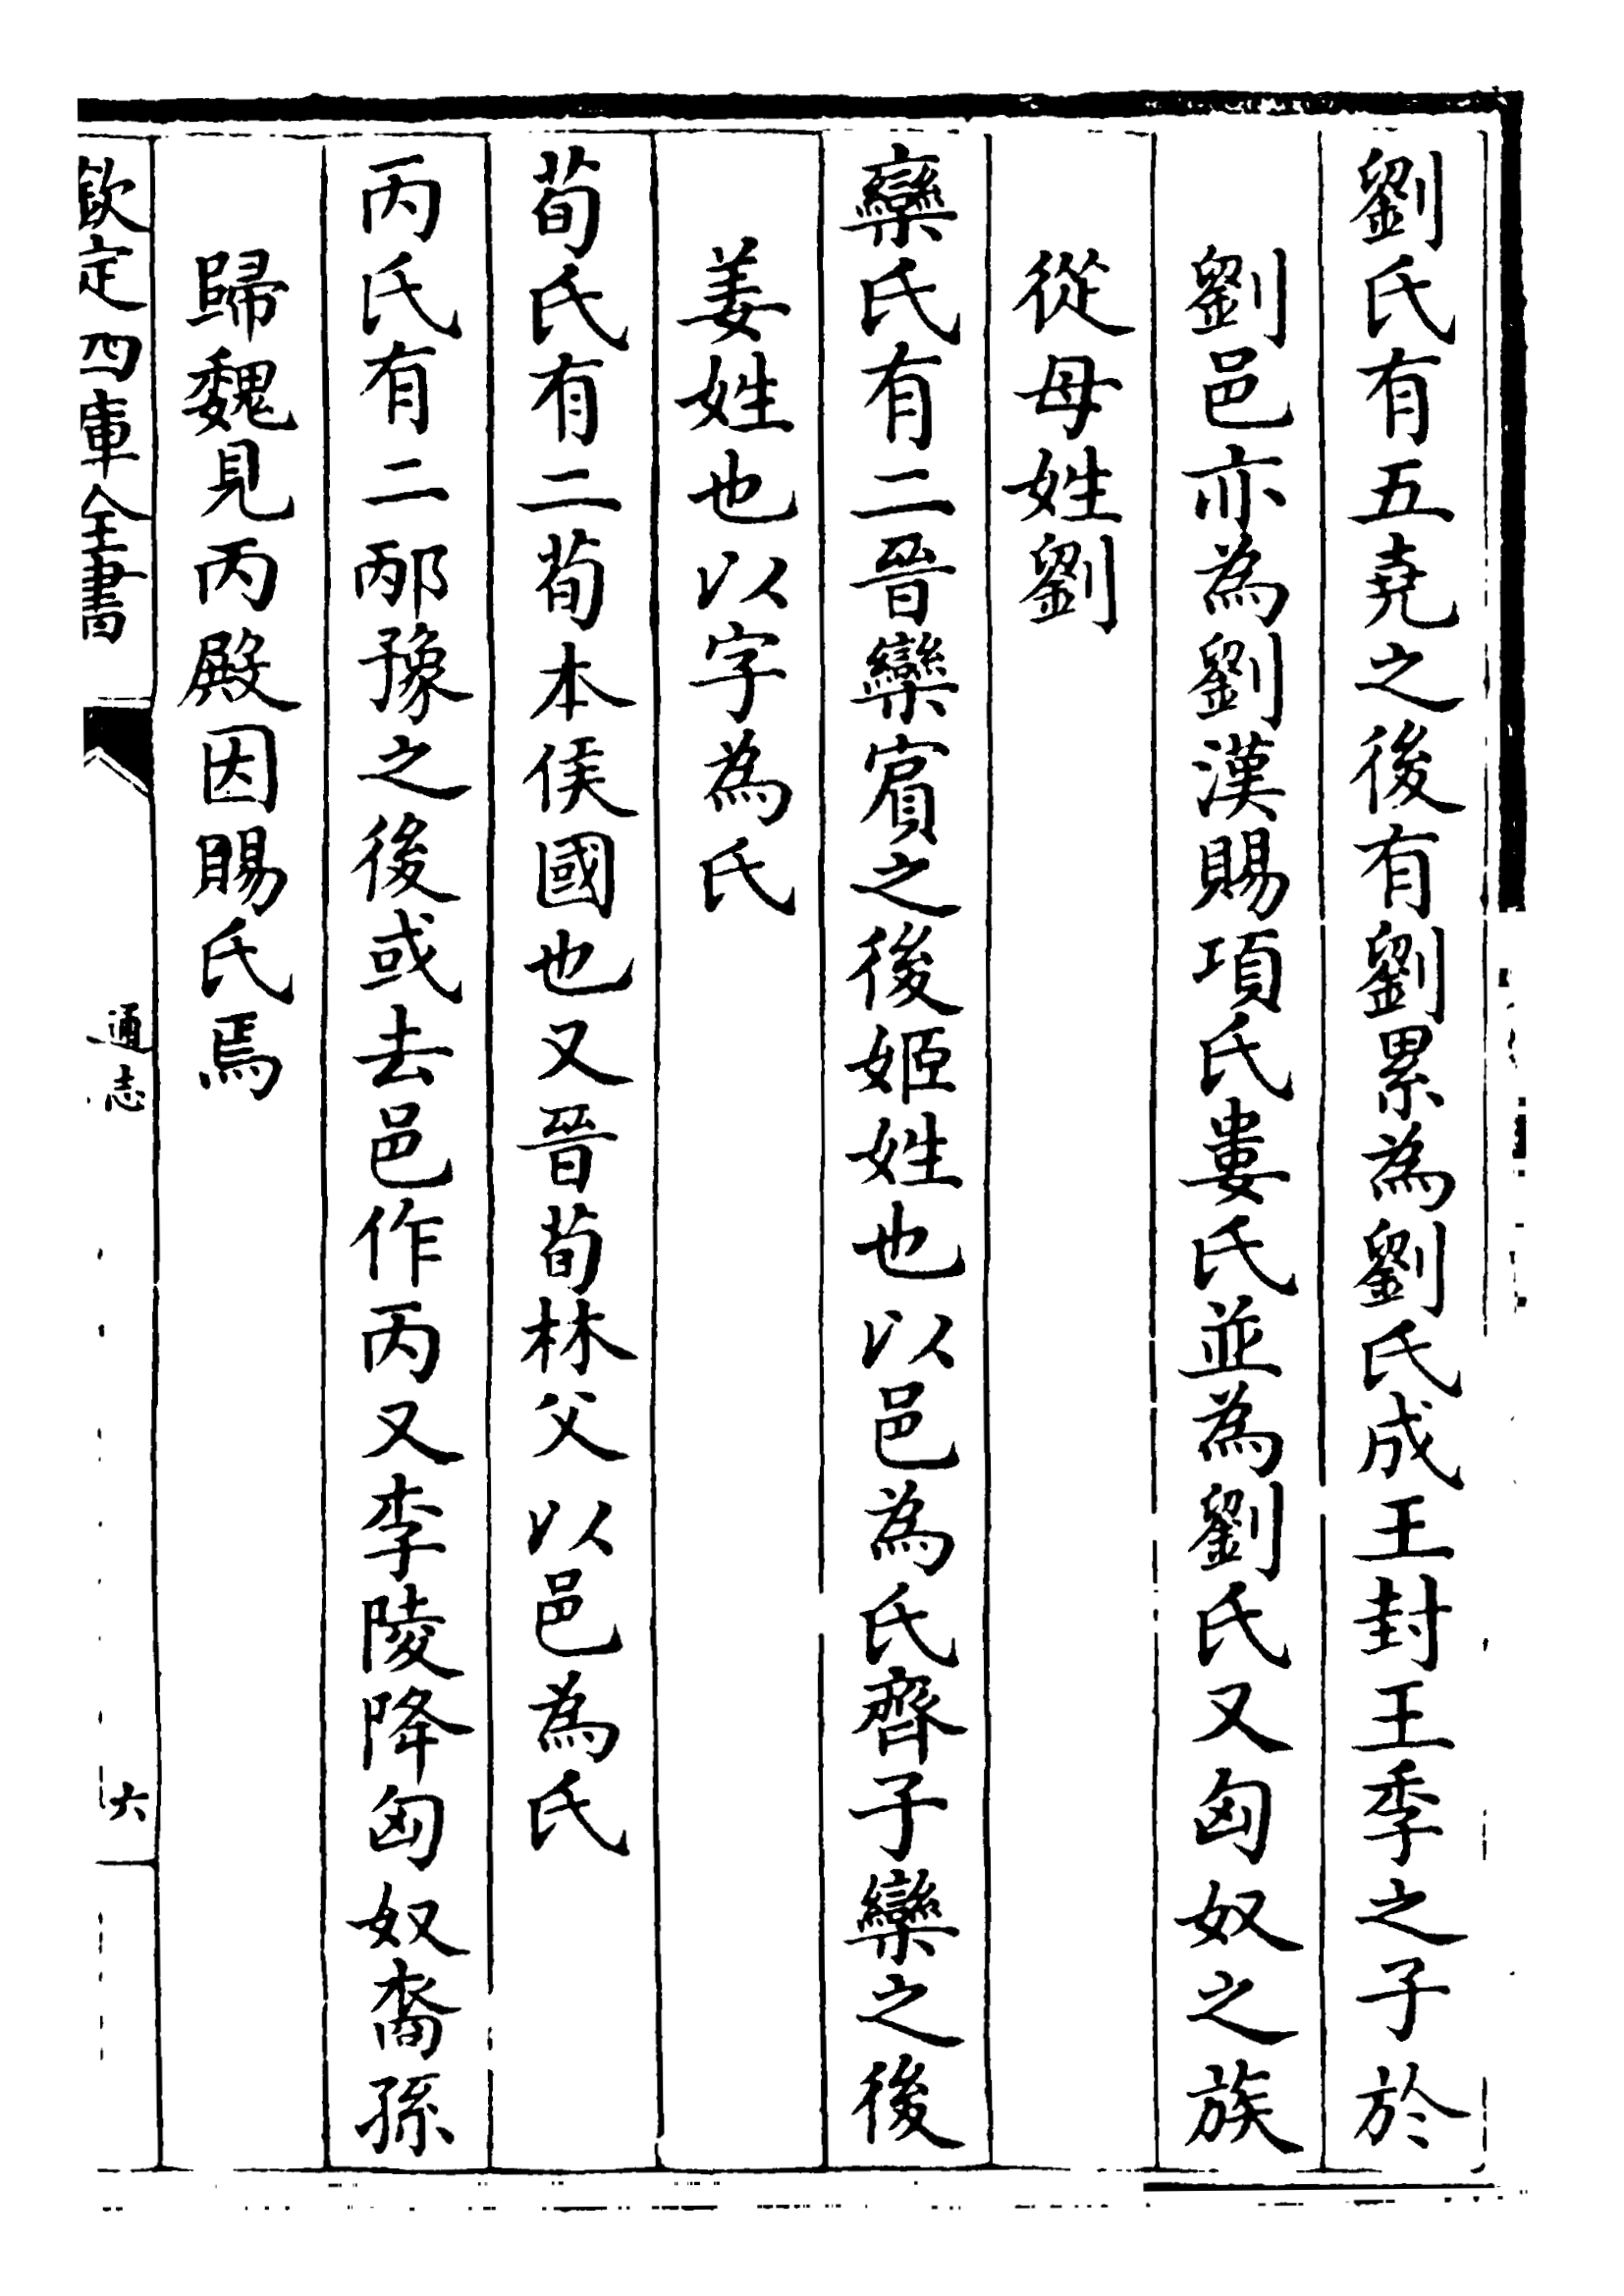 劉氏有五堯之後有劉累為劉氏成王封王季之子於
劉邑亦為劉漢賜項氏婁氏並為劉氏又匈奴之族
從母姓劉
欒氏有二晉欒賔之後姬姓也以邑為氏齊子欒之後
姜姓也以字為氏
荀氏有二荀本侯國也又晉荀林父以邑為氏
丙氏有二邴豫之後或去邑作丙又李陵降匈奴裔孫
歸魏見丙殿因賜氏焉
欽定四庫全書
通志
六